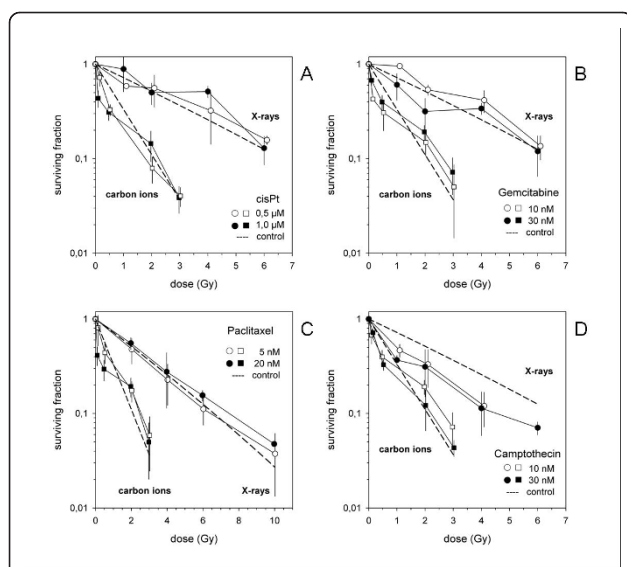 A
surviving fraction
1
0,1
0,01
X-rays
carbon ions
cisPt
0,5 µM
1,0 µM
control
0 1 2 3 4 5 6 7
dose (Gy)
B
surviving fraction
1
0,1
0,01
X-rays
carbon ions
Gemcitabine
10 nM
30 nM
control
0 1 2 3 4 5 6 7
dose (Gy)
C
surviving fraction
1
0,1
0,01
Paclitaxel
5 nM
20 nM
control
carbon ions
X-rays
0 2 4 6 8 10
dose (Gy)
D
surviving fraction
1
0,1
0,01
X-rays
carbon ions
Camptothecin
10 nM
30 nM
control
0 1 2 3 4 5 6 7
dose (Gy)